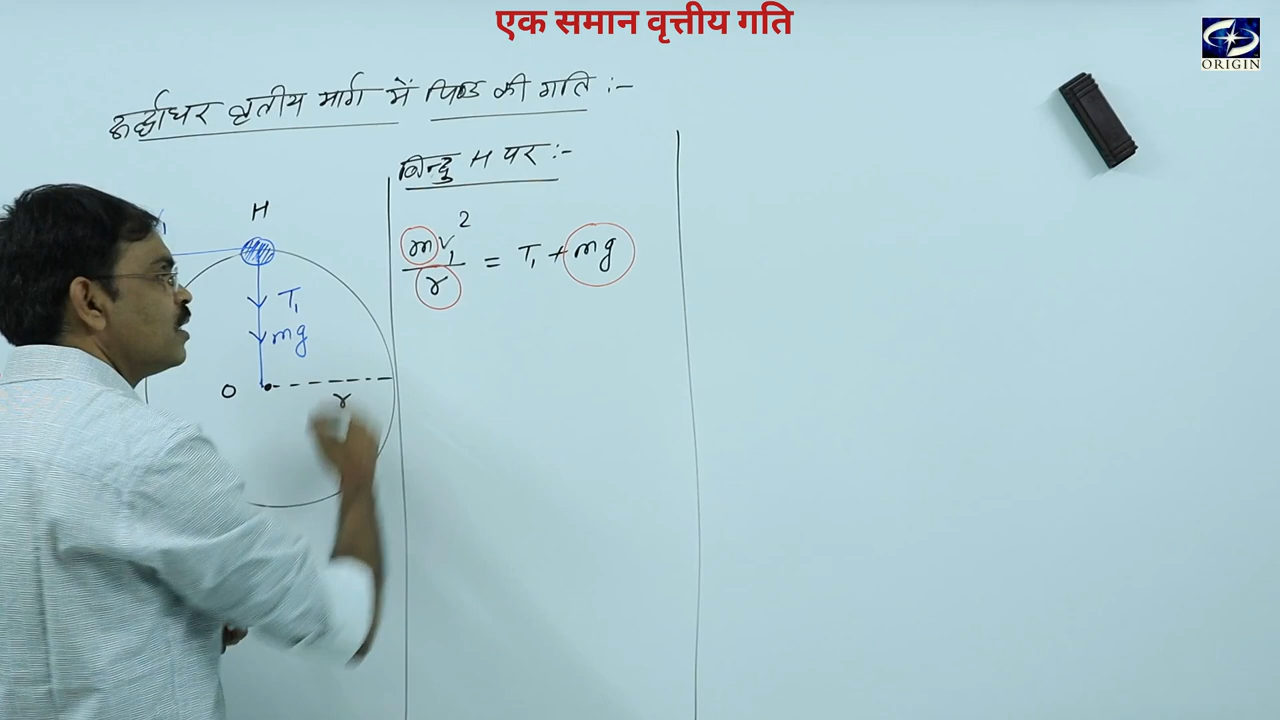 एक समान वृत्तीय गति
ORIGIN
ऊर्ध्वाधर वृतीय मार्ग में पिण्ड की गति :-
बिन्दु H पर :-
H
mv₁²/r = T₁ + mg
T₁
mg
O
r